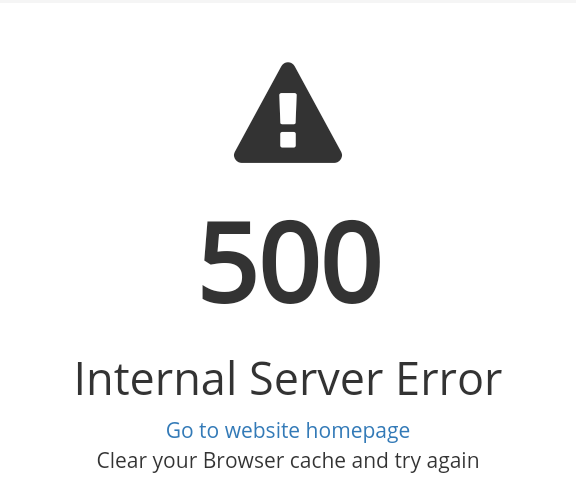 500
Internal Server Error
Go to website homepage
Clear your Browser cache and try again